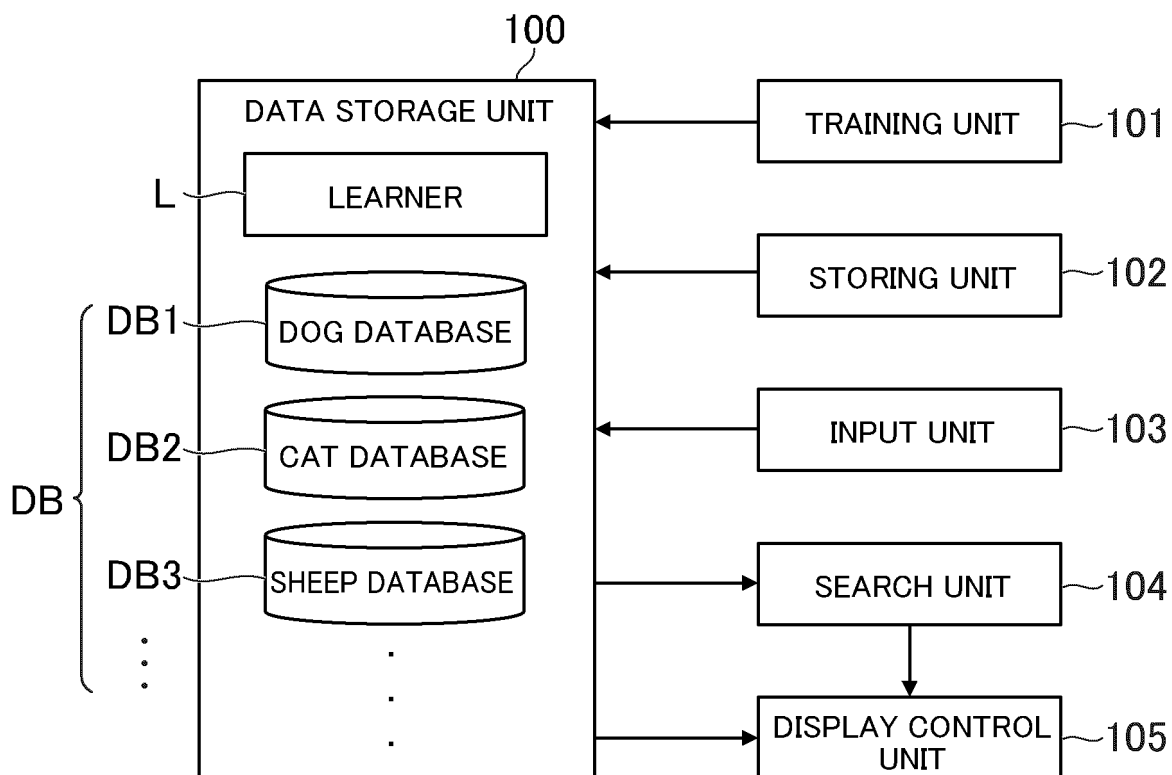 100
DATA STORAGE UNIT
L
LEARNER
DB
DB1
DOG DATABASE
DB2
CAT DATABASE
DB3
SHEEP DATABASE
TRAINING UNIT
101
STORING UNIT
102
INPUT UNIT
103
SEARCH UNIT
104
DISPLAY CONTROL
UNIT
105